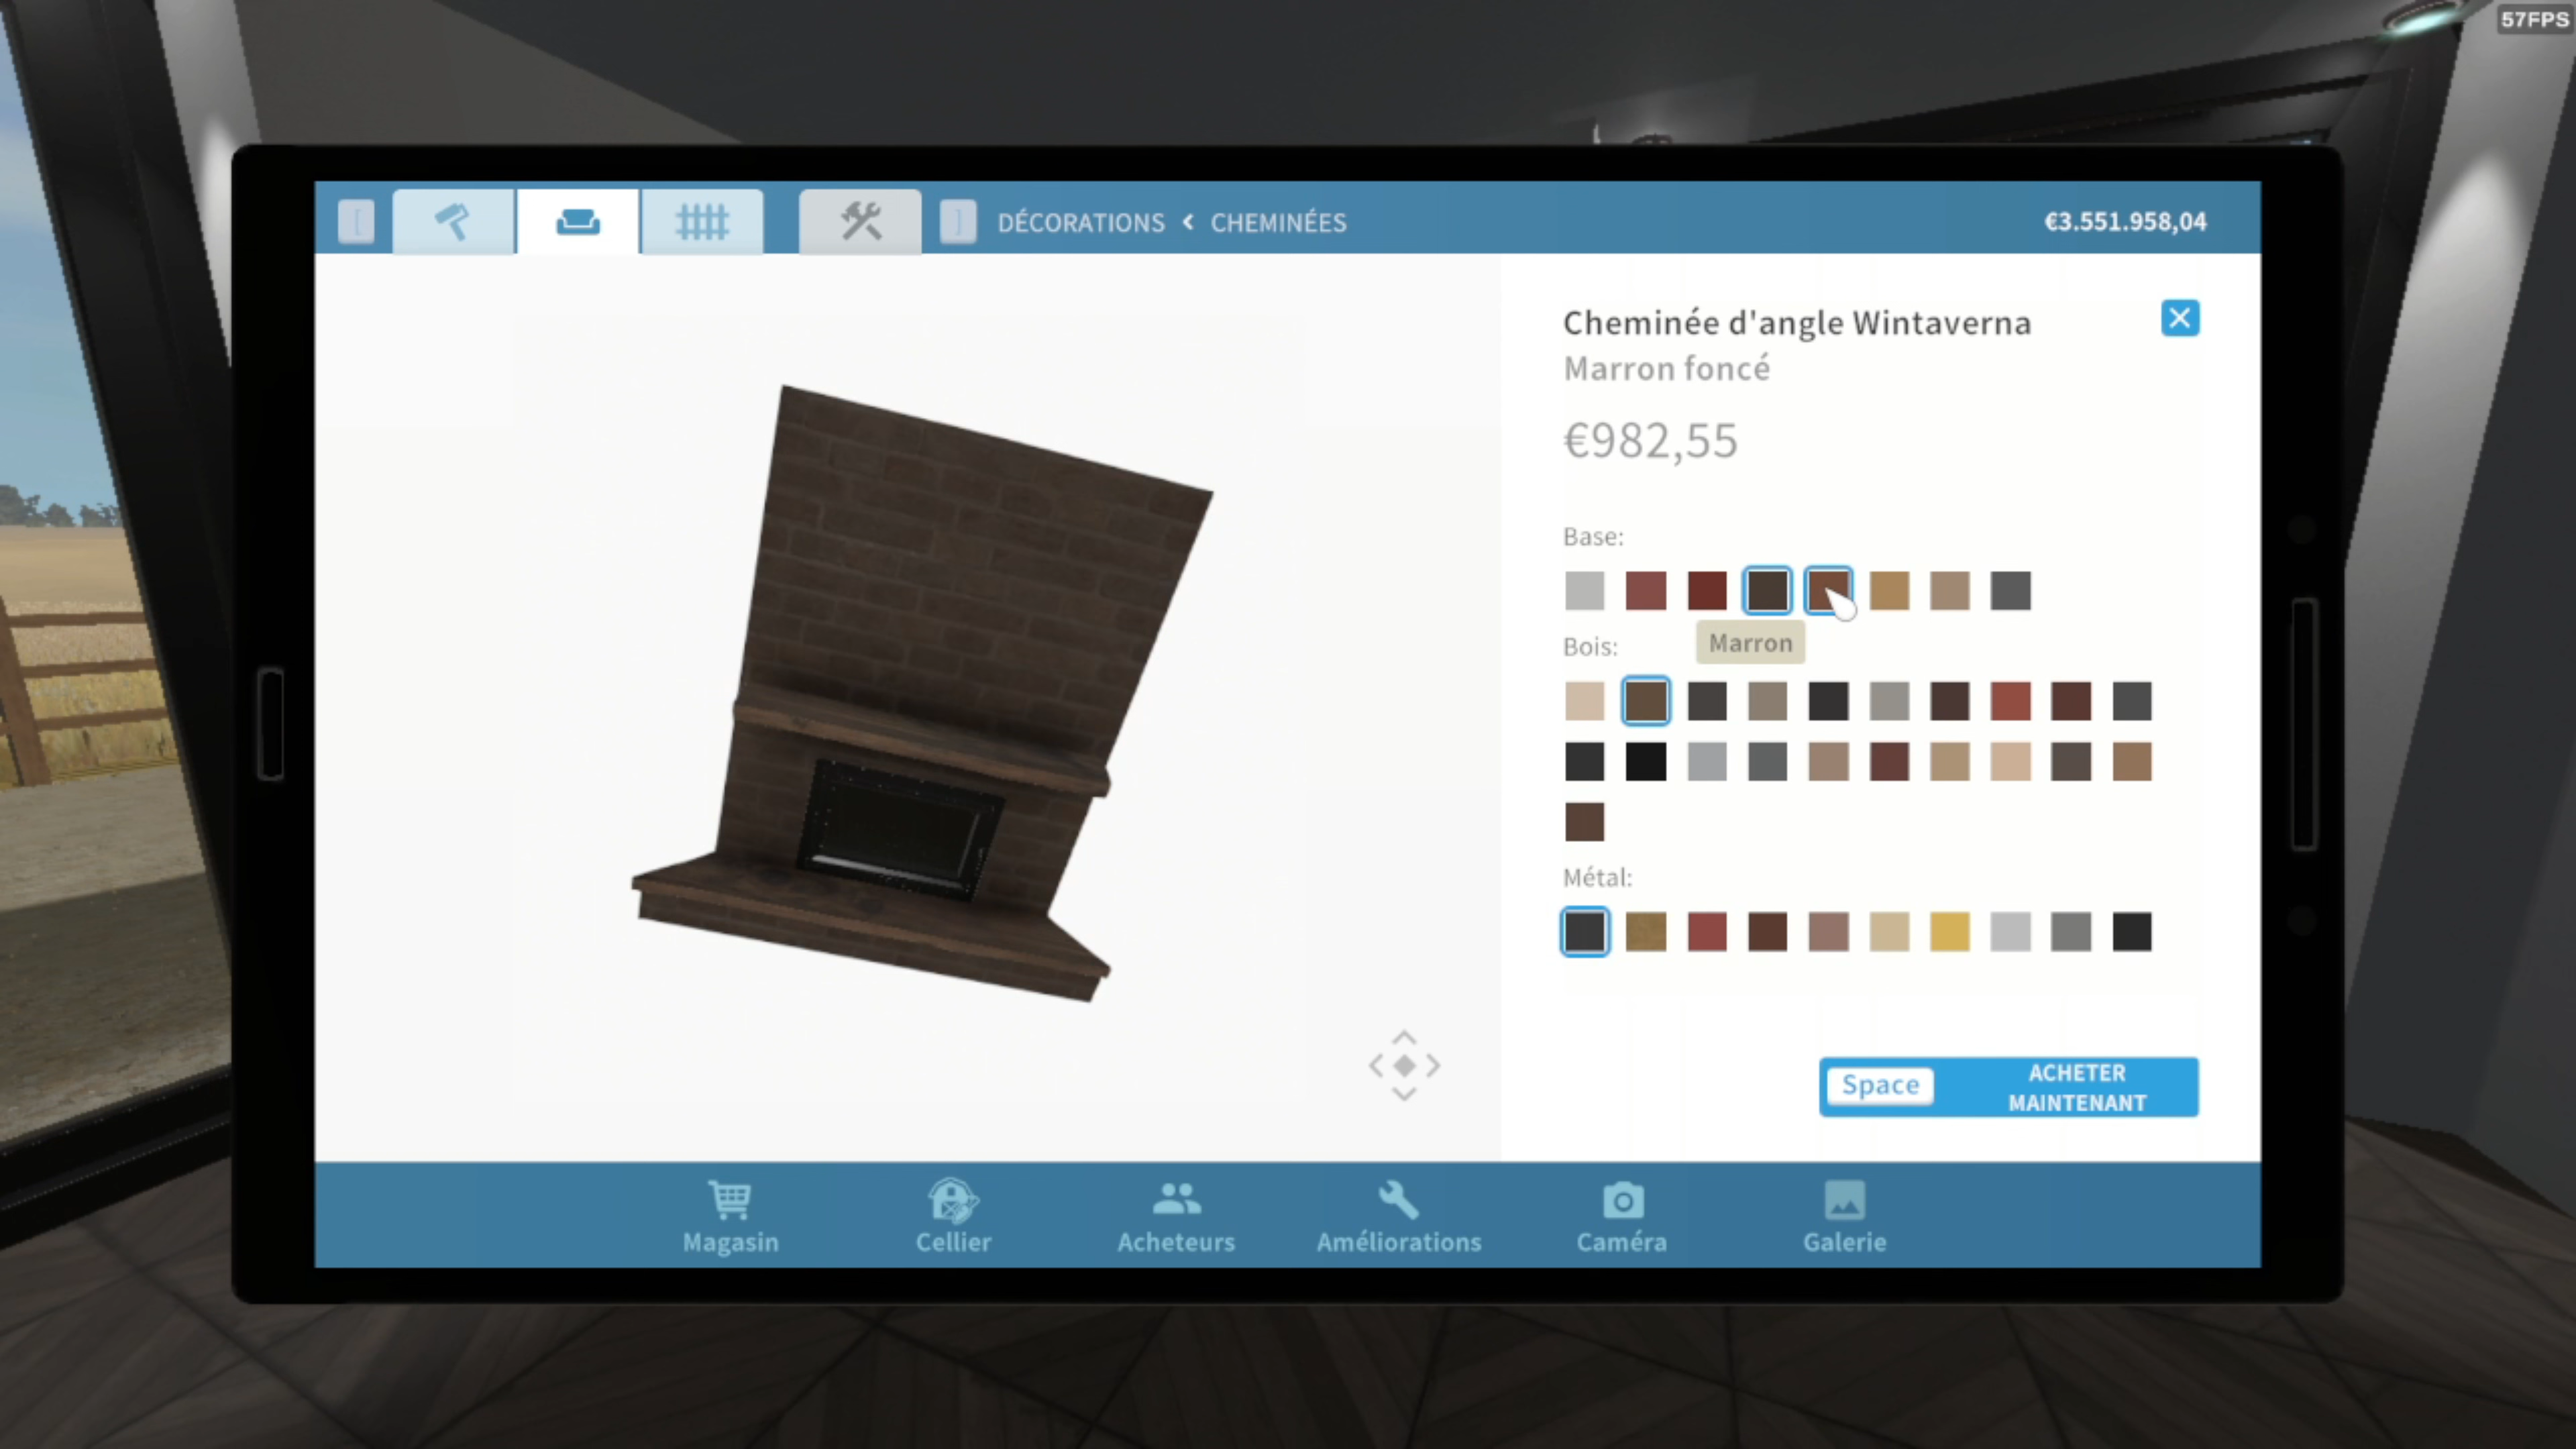 57FPS
[
]
DÉCORATIONS < CHEMINÉES
€3.551.958,04
Cheminée d'angle Wintaverna
Marron foncé
€982,55
Base:
Marron
Bois:
Métal:
Space
ACHETER
MAINTENANT
Magasin
Cellier
Acheteurs
Améliorations
Caméra
Galerie